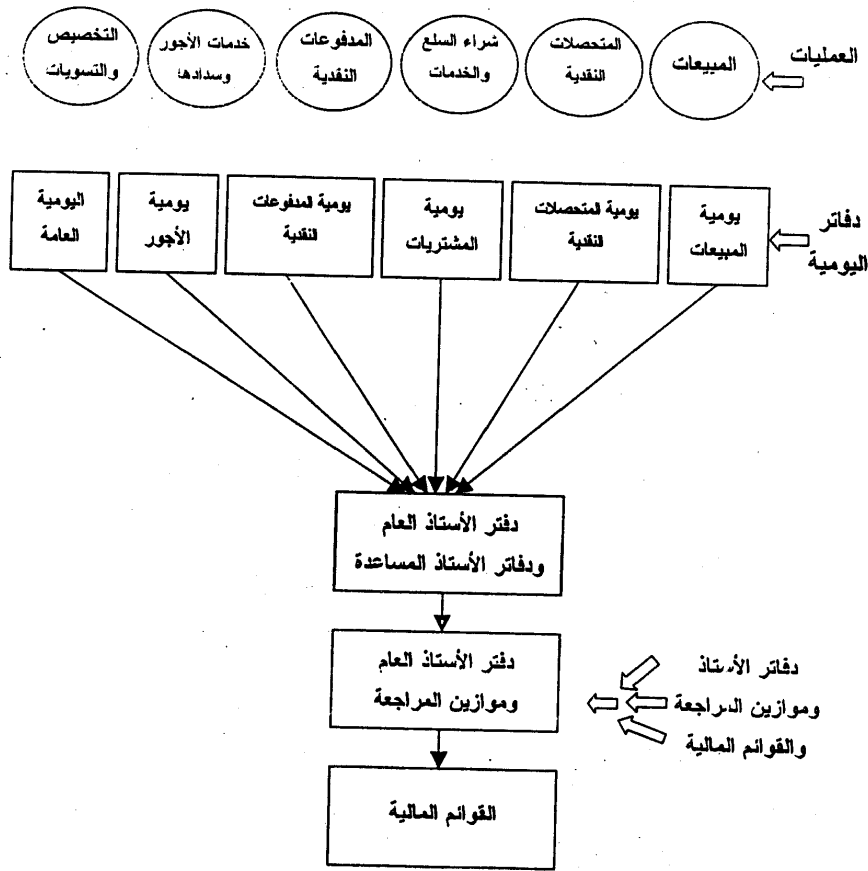 العمليات
المبيعات
المتحصلات
النقدية
شراء السلع
والخدمات
المدفوعات
النقدية
خدمات الأجور
وسدادها
التخصيص
والتسويات
دفاتر
اليومية
يومية
المبيعات
يومية المتحصلات
النقدية
يومية
المشتريات
يومية المدفوعات
النقدية
يومية
الأجور
اليومية
العامة
دفتر الأستاذ العام
ودفاتر الأستاذ المساعدة
دفتر الأستاذ العام
وموازين المراجعة
دفاتر الأستاذ
وموازين المراجعة
والقوائم المالية
القوائم المالية